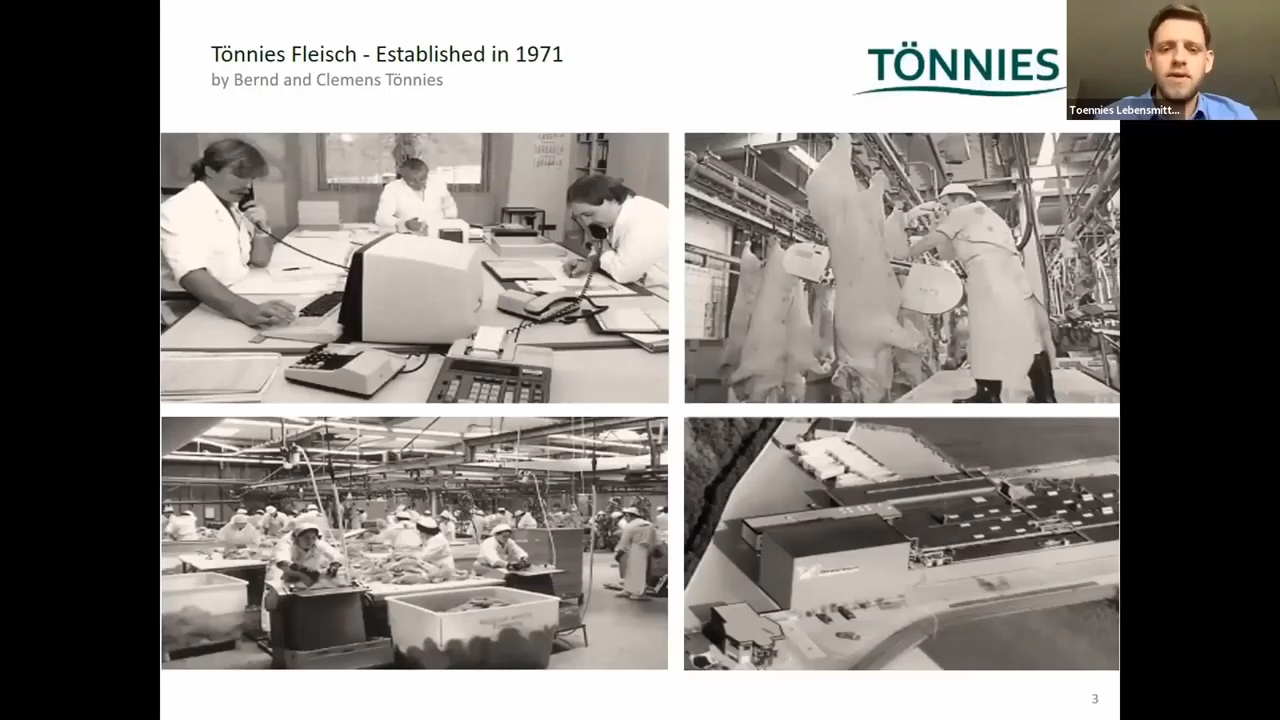 Tönnies Fleisch - Established in 1971
by Bernd and Clemens Tönnies
TÖNNIES
Toennies Lebensmitt...
3